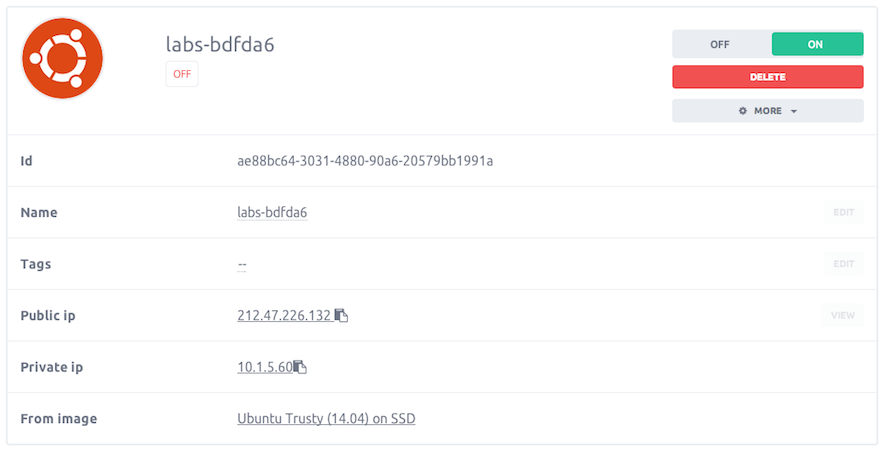 labs-bdfda6
OFF
OFF ON
DELETE
MORE
Id ae88bc64-3031-4880-90a6-20579bb1991a
Name labs-bdfda6 EDIT
Tags -- EDIT
Public ip 212.47.226.132 VIEW
Private ip 10.1.5.60
From image Ubuntu Trusty (14.04) on SSD